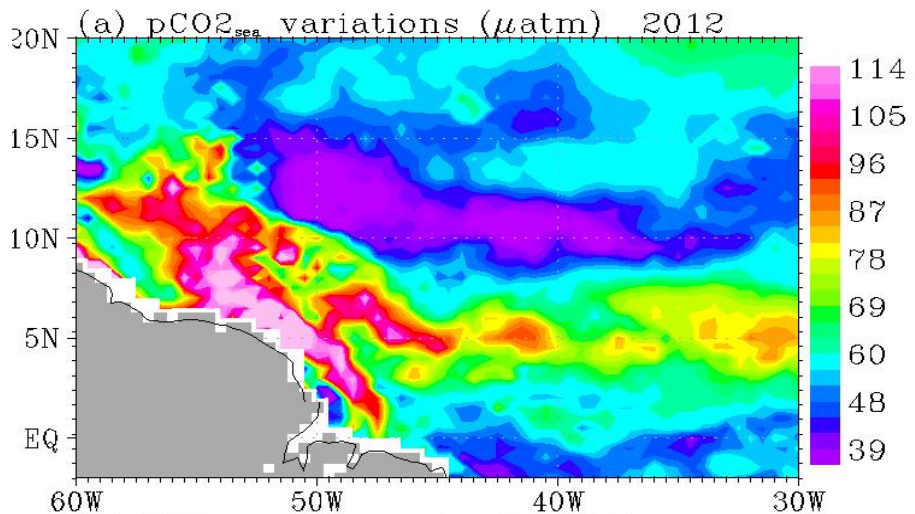 (a) pCO2sea variations (μatm) 2012
20N
15N
10N
5N
EQ
60W 50W 40W 30W
114
105
96
87
78
69
60
48
39